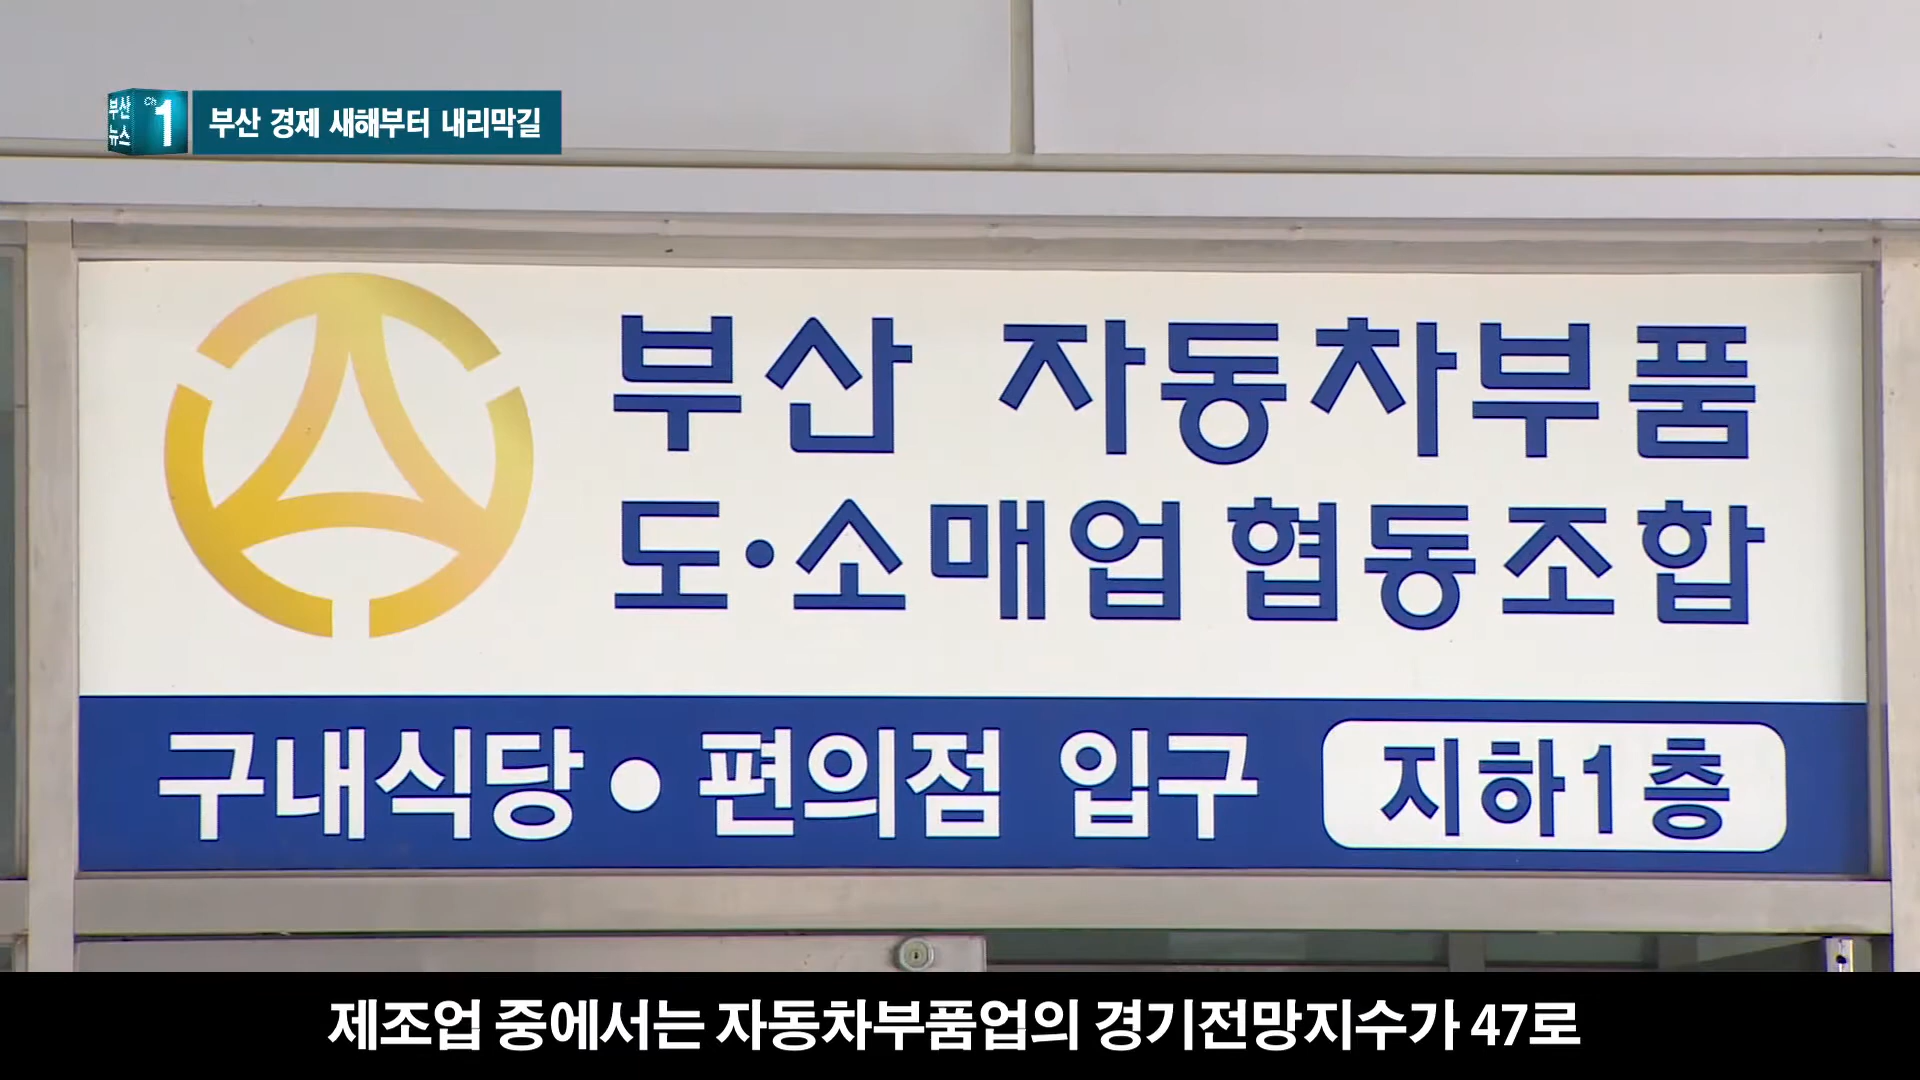 부산
뉴스
Ch 1
부산 경제 새해부터 내리막길
부산 자동차부품
도·소매업 협동조합
구내식당 • 편의점 입구 지하1층
제조업 중에서는 자동차부품업의 경기전망지수가 47로